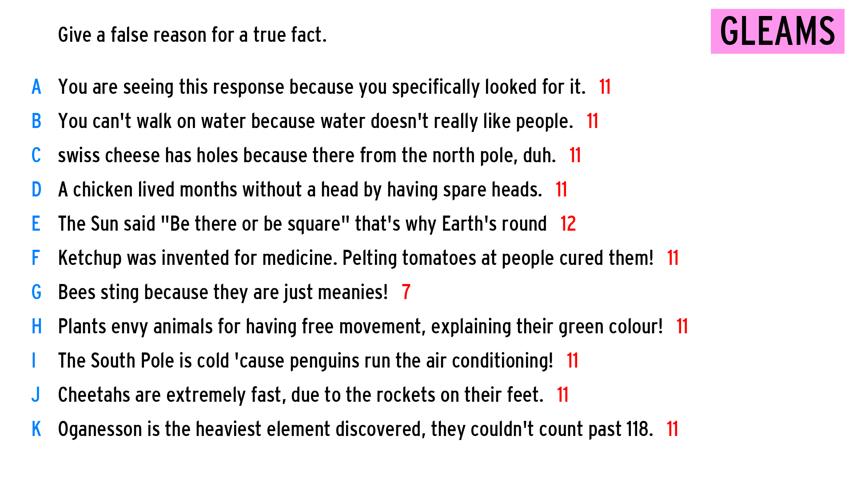 Give a false reason for a true fact.
GLEAMS
A You are seeing this response because you specifically looked for it. 11
B You can't walk on water because water doesn't really like people. 11
C swiss cheese has holes because there from the north pole, duh. 11
D A chicken lived months without a head by having spare heads. 11
E The Sun said "Be there or be square" that's why Earth's round 12
F Ketchup was invented for medicine. Pelting tomatoes at people cured them! 11
G Bees sting because they are just meanies! 7
H Plants envy animals for having free movement, explaining their green colour! 11
I The South Pole is cold 'cause penguins run the air conditioning! 11
J Cheetahs are extremely fast, due to the rockets on their feet. 11
K Oganesson is the heaviest element discovered, they couldn't count past 118. 11